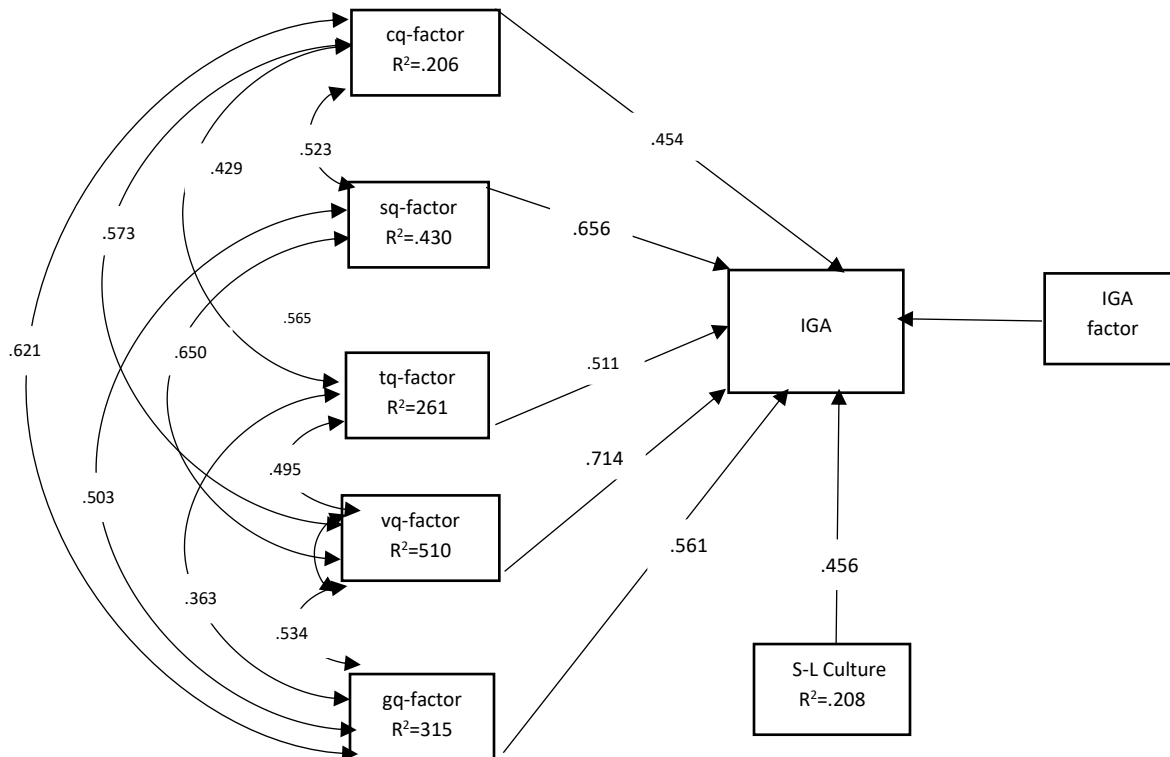 cq-factor
R²=.206
.454
.523
.429
sq-factor
R²=.430
.656
.573
IGA
IGA
factor
.565
.621
.650
tq-factor
R²=261
.511
.495
.714
.503
vq-factor
R²=510
.561
.456
.363
.534
S-L Culture
R²=.208
gq-factor
R²=315